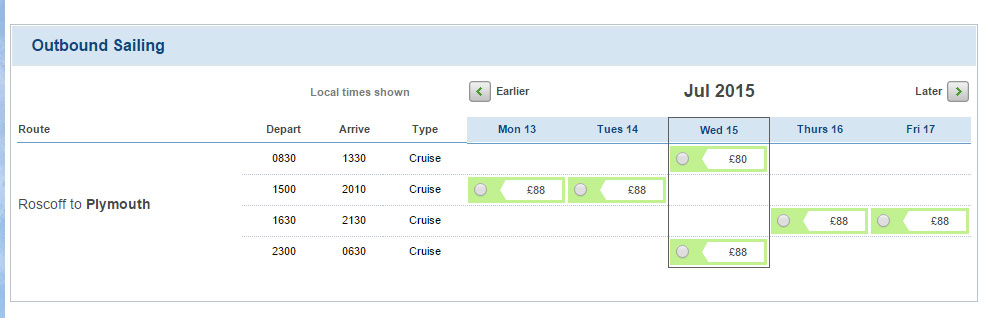 Outbound Sailing
Local times shown Earlier Jul 2015 Later
Route Depart Arrive Type Mon 13 Tues 14 Wed 15 Thurs 16 Fri 17
0830 1330 Cruise £80
1500 2010 Cruise £88 £88
Roscoff to Plymouth
1630 2130 Cruise £88 £88
2300 0630 Cruise £88